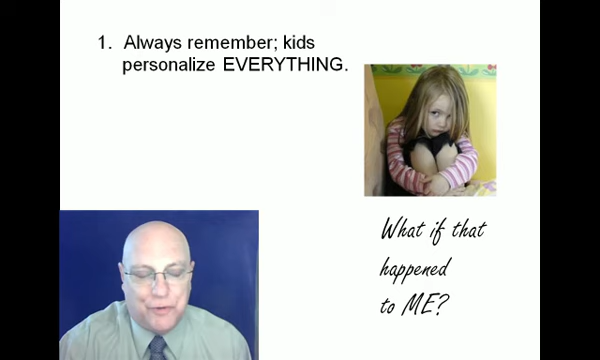 1. Always remember; kids
personalize EVERYTHING.
What if that
happened
to ME?